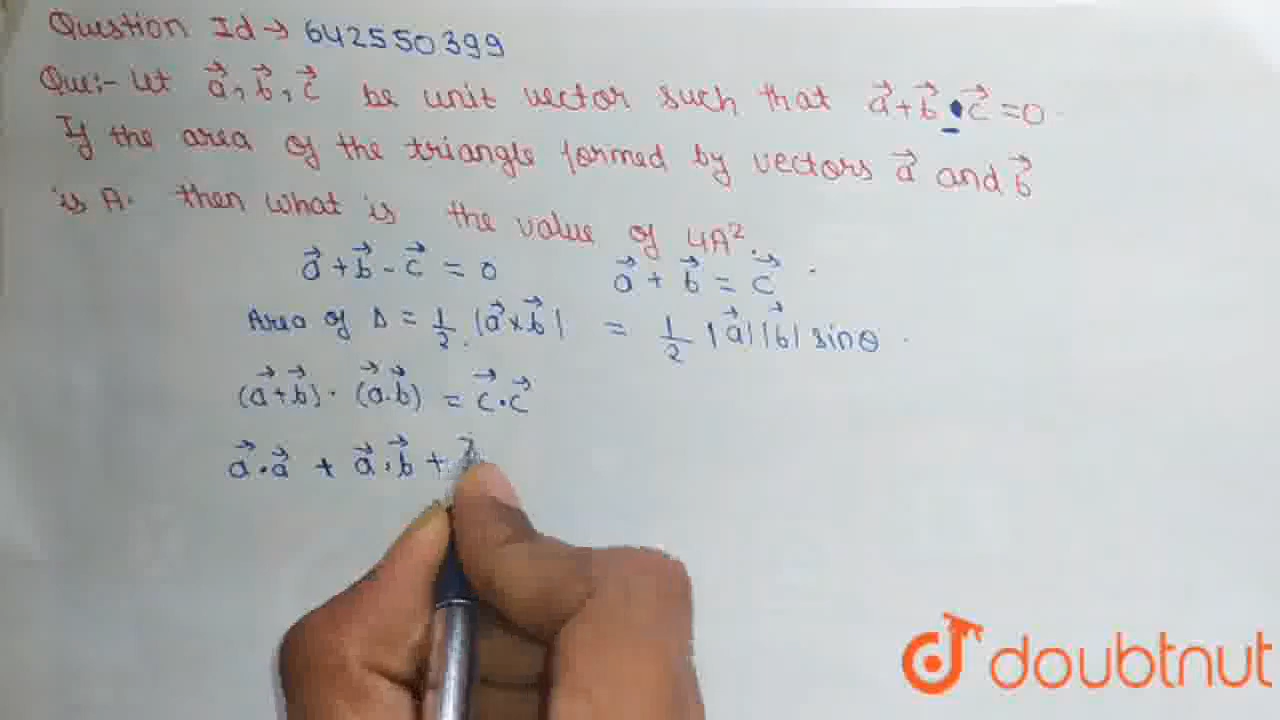 Question Id → 642550399
Que:- Let a⃗, b⃗, c⃗ be unit vector such that a⃗ + b⃗ • c⃗ = 0.
If the area of the triangle formed by vectors a⃗ and b⃗
is A. then what is the value of 4A².
a⃗ + b⃗ - c⃗ = 0 a⃗ + b⃗ = c⃗
Area of Δ = 1/2 |a⃗ × b⃗| = 1/2 |a⃗||b⃗| sinθ.
(a⃗ + b⃗) · (a⃗ · b⃗) = c⃗ · c⃗
a⃗ · a⃗ + a⃗ · b⃗ +
doubtnut